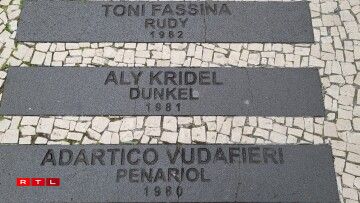 TONI FASSINA
RUDY
1982
ALY KRIDEL
DUNKEL
1981
ADARTICO VUDAFIERI
PENARIOL
1980
RTL